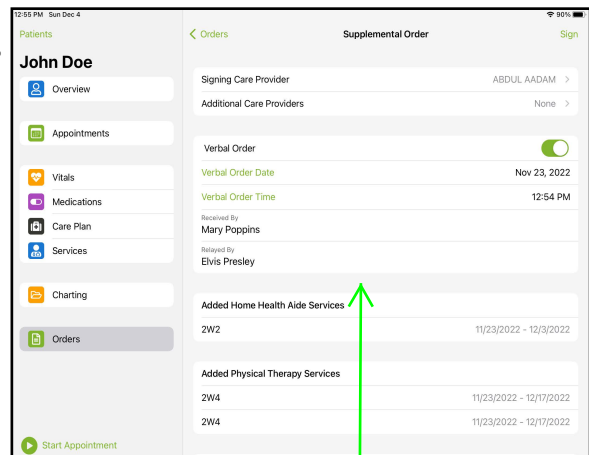 12:55 PM Sun Dec 4
90%
Patients
John Doe
Overview
Appointments
Vitals
Medications
Care Plan
Services
Charting
Orders
Start Appointment
Orders
Supplemental Order
Sign
Signing Care Provider ABDUL AADAM
Additional Care Providers None
Verbal Order
Verbal Order Date Nov 23, 2022
Verbal Order Time 12:54 PM
Received By
Mary Poppins
Relayed By
Elvis Presley
Added Home Health Aide Services
2W2 11/23/2022 - 12/3/2022
Added Physical Therapy Services
2W4 11/23/2022 - 12/17/2022
2W4 11/23/2022 - 12/17/2022